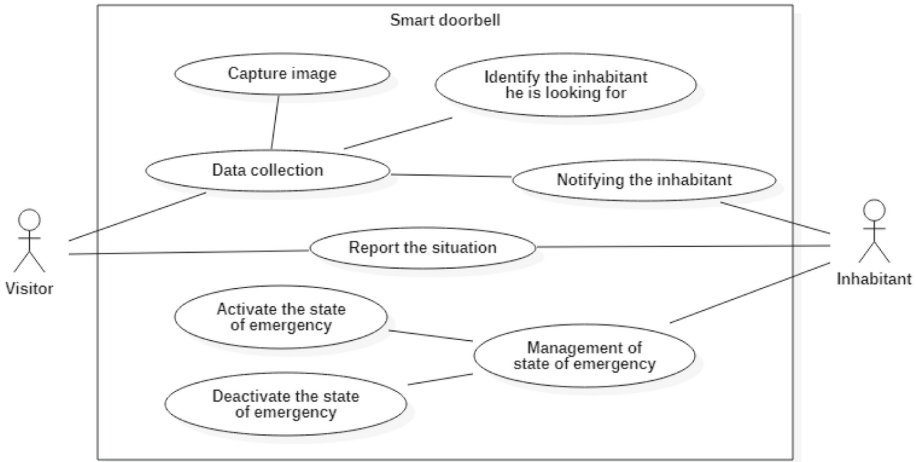 Smart doorbell
Capture image
Identify the inhabitant
he is looking for
Data collection
Notifying the inhabitant
Report the situation
Visitor
Inhabitant
Activate the state
of emergency
Management of
state of emergency
Deactivate the state
of emergency